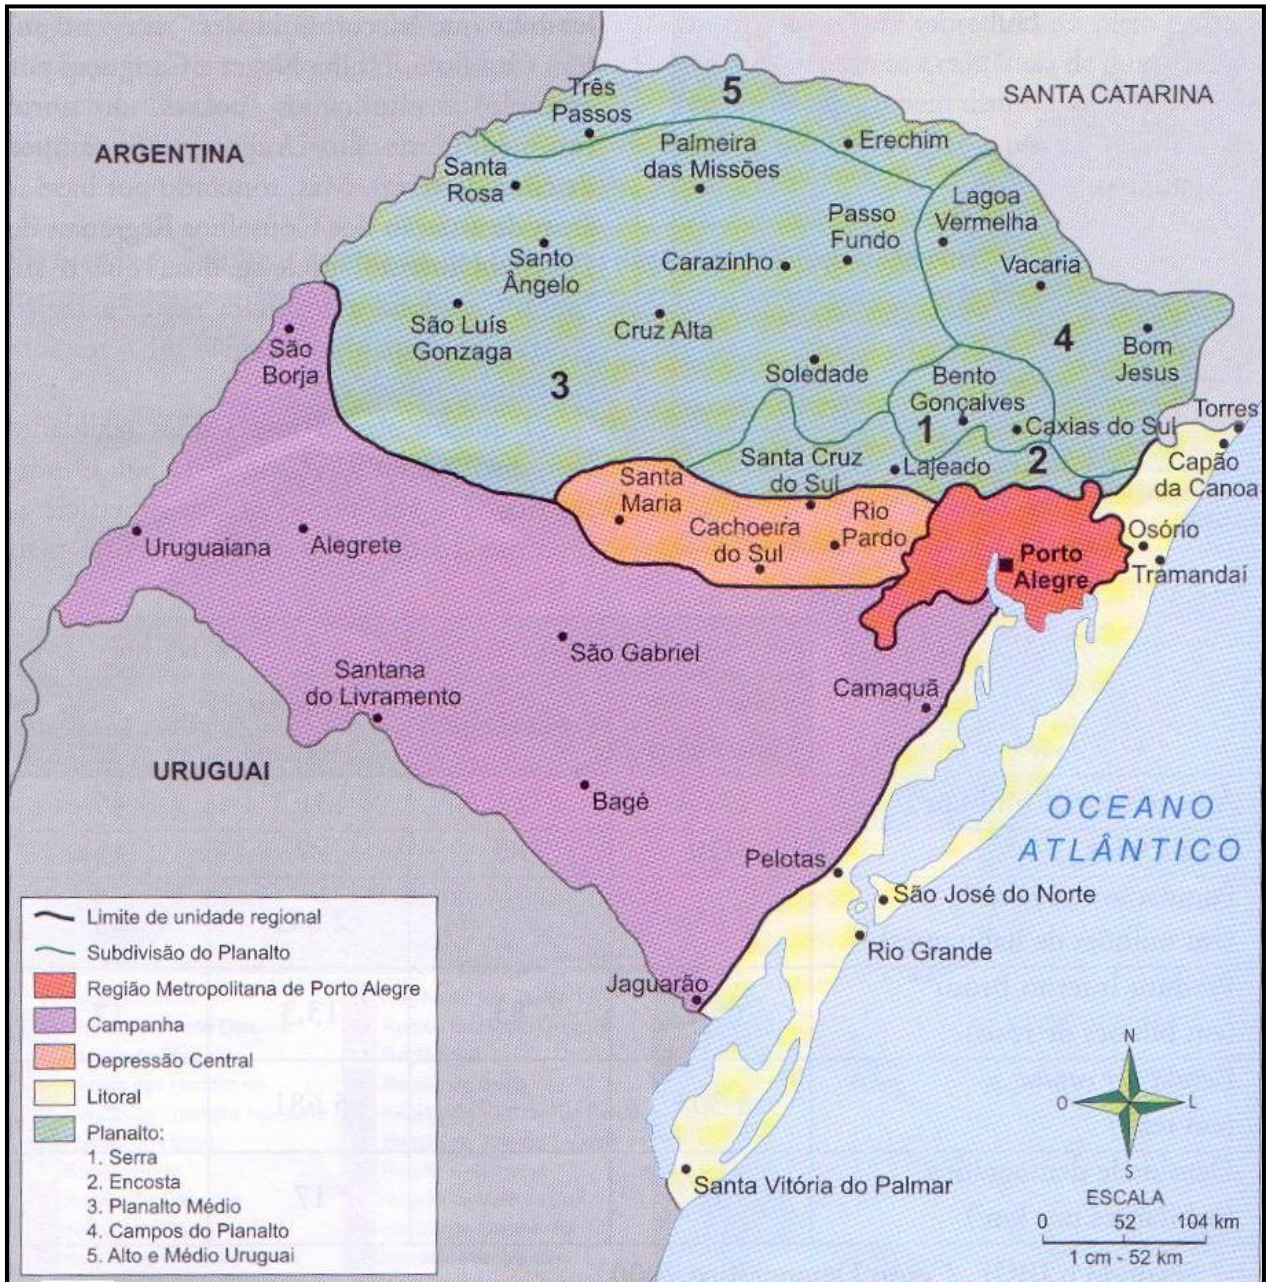 SANTA CATARINA
ARGENTINA
Três
Passos
5
Erechim
Palmeira
das Missões
Santa
Rosa
Lagoa
Vermelha
Passo
Fundo
Santo
Ângelo
Carazinho
Vacaria
São Luís
Gonzaga
Cruz Alta
São
Borja
3
Soledade
4
Bom
Jesus
Bento
Gonçalves
1
Caxias do Sul
2
Torres
Capão
da Canoa
Santa Cruz
do Sul
Lajeado
Santa
Maria
Cachoeira
do Sul
Rio
Pardo
Osório
Tramandaí
Porto
Alegre
Uruguaiana
Alegrete
São Gabriel
Santana
do Livramento
Camaquã
URUGUAI
Bagé
OCEANO
ATLÂNTICO
Pelotas
São José do Norte
Rio Grande
Jaguarão
Santa Vitória do Palmar
Limite de unidade regional
Subdivisão do Planalto
Região Metropolitana de Porto Alegre
Campanha
Depressão Central
Litoral
Planalto:
1. Serra
2. Encosta
3. Planalto Médio
4. Campos do Planalto
5. Alto e Médio Uruguai
N
O
L
S
ESCALA
0 52 104 km
1 cm - 52 km